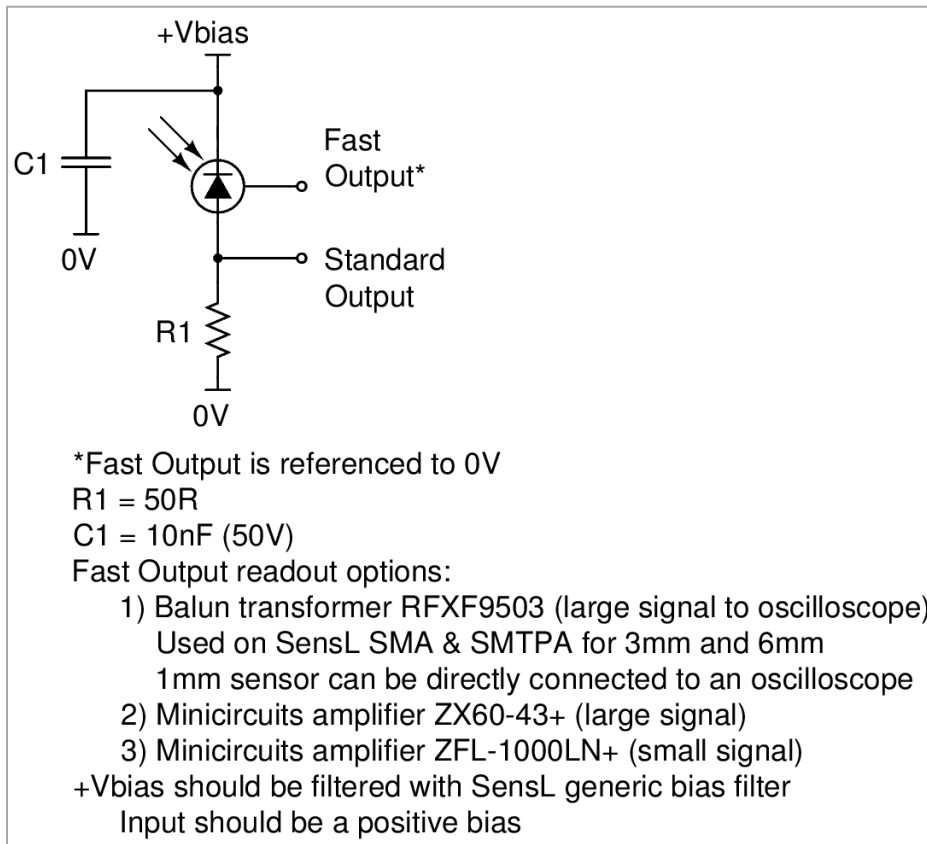 +Vbias
C1
Fast
Output*
0V
Standard
Output
R1
0V
*Fast Output is referenced to 0V
R1 = 50R
C1 = 10nF (50V)
Fast Output readout options:
1) Balun transformer RFXF9503 (large signal to oscilloscope)
Used on SensL SMA & SMTPA for 3mm and 6mm
1mm sensor can be directly connected to an oscilloscope
2) Minicircuits amplifier ZX60-43+ (large signal)
3) Minicircuits amplifier ZFL-1000LN+ (small signal)
+Vbias should be filtered with SensL generic bias filter
Input should be a positive bias